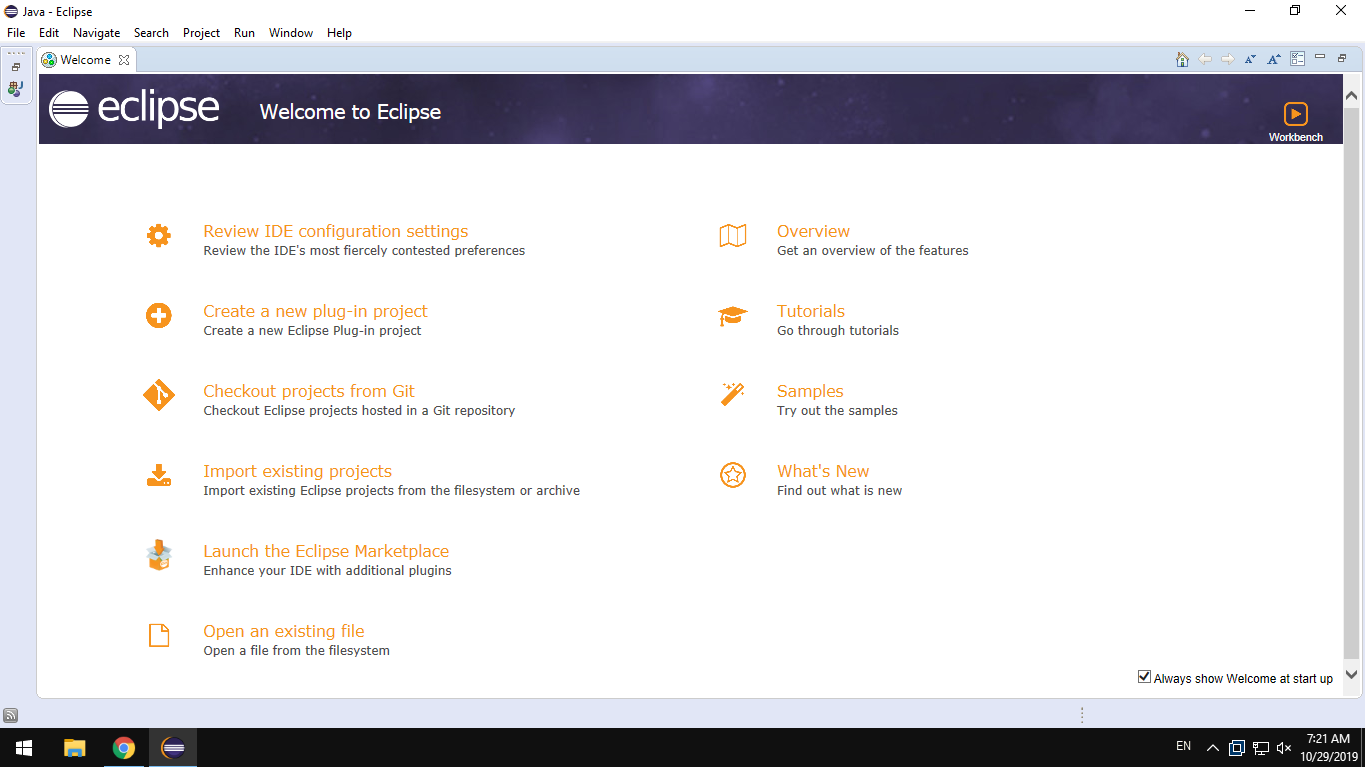 Java - Eclipse
File Edit Navigate Search Project Run Window Help
Welcome
eclipse
Welcome to Eclipse
Workbench
Review IDE configuration settings
Review the IDE's most fiercely contested preferences
Overview
Get an overview of the features
Create a new plug-in project
Create a new Eclipse Plug-in project
Tutorials
Go through tutorials
Checkout projects from Git
Checkout Eclipse projects hosted in a Git repository
Samples
Try out the samples
Import existing projects
Import existing Eclipse projects from the filesystem or archive
What's New
Find out what is new
Launch the Eclipse Marketplace
Enhance your IDE with additional plugins
Open an existing file
Open a file from the filesystem
Always show Welcome at start up
EN
7:21 AM
10/29/2019